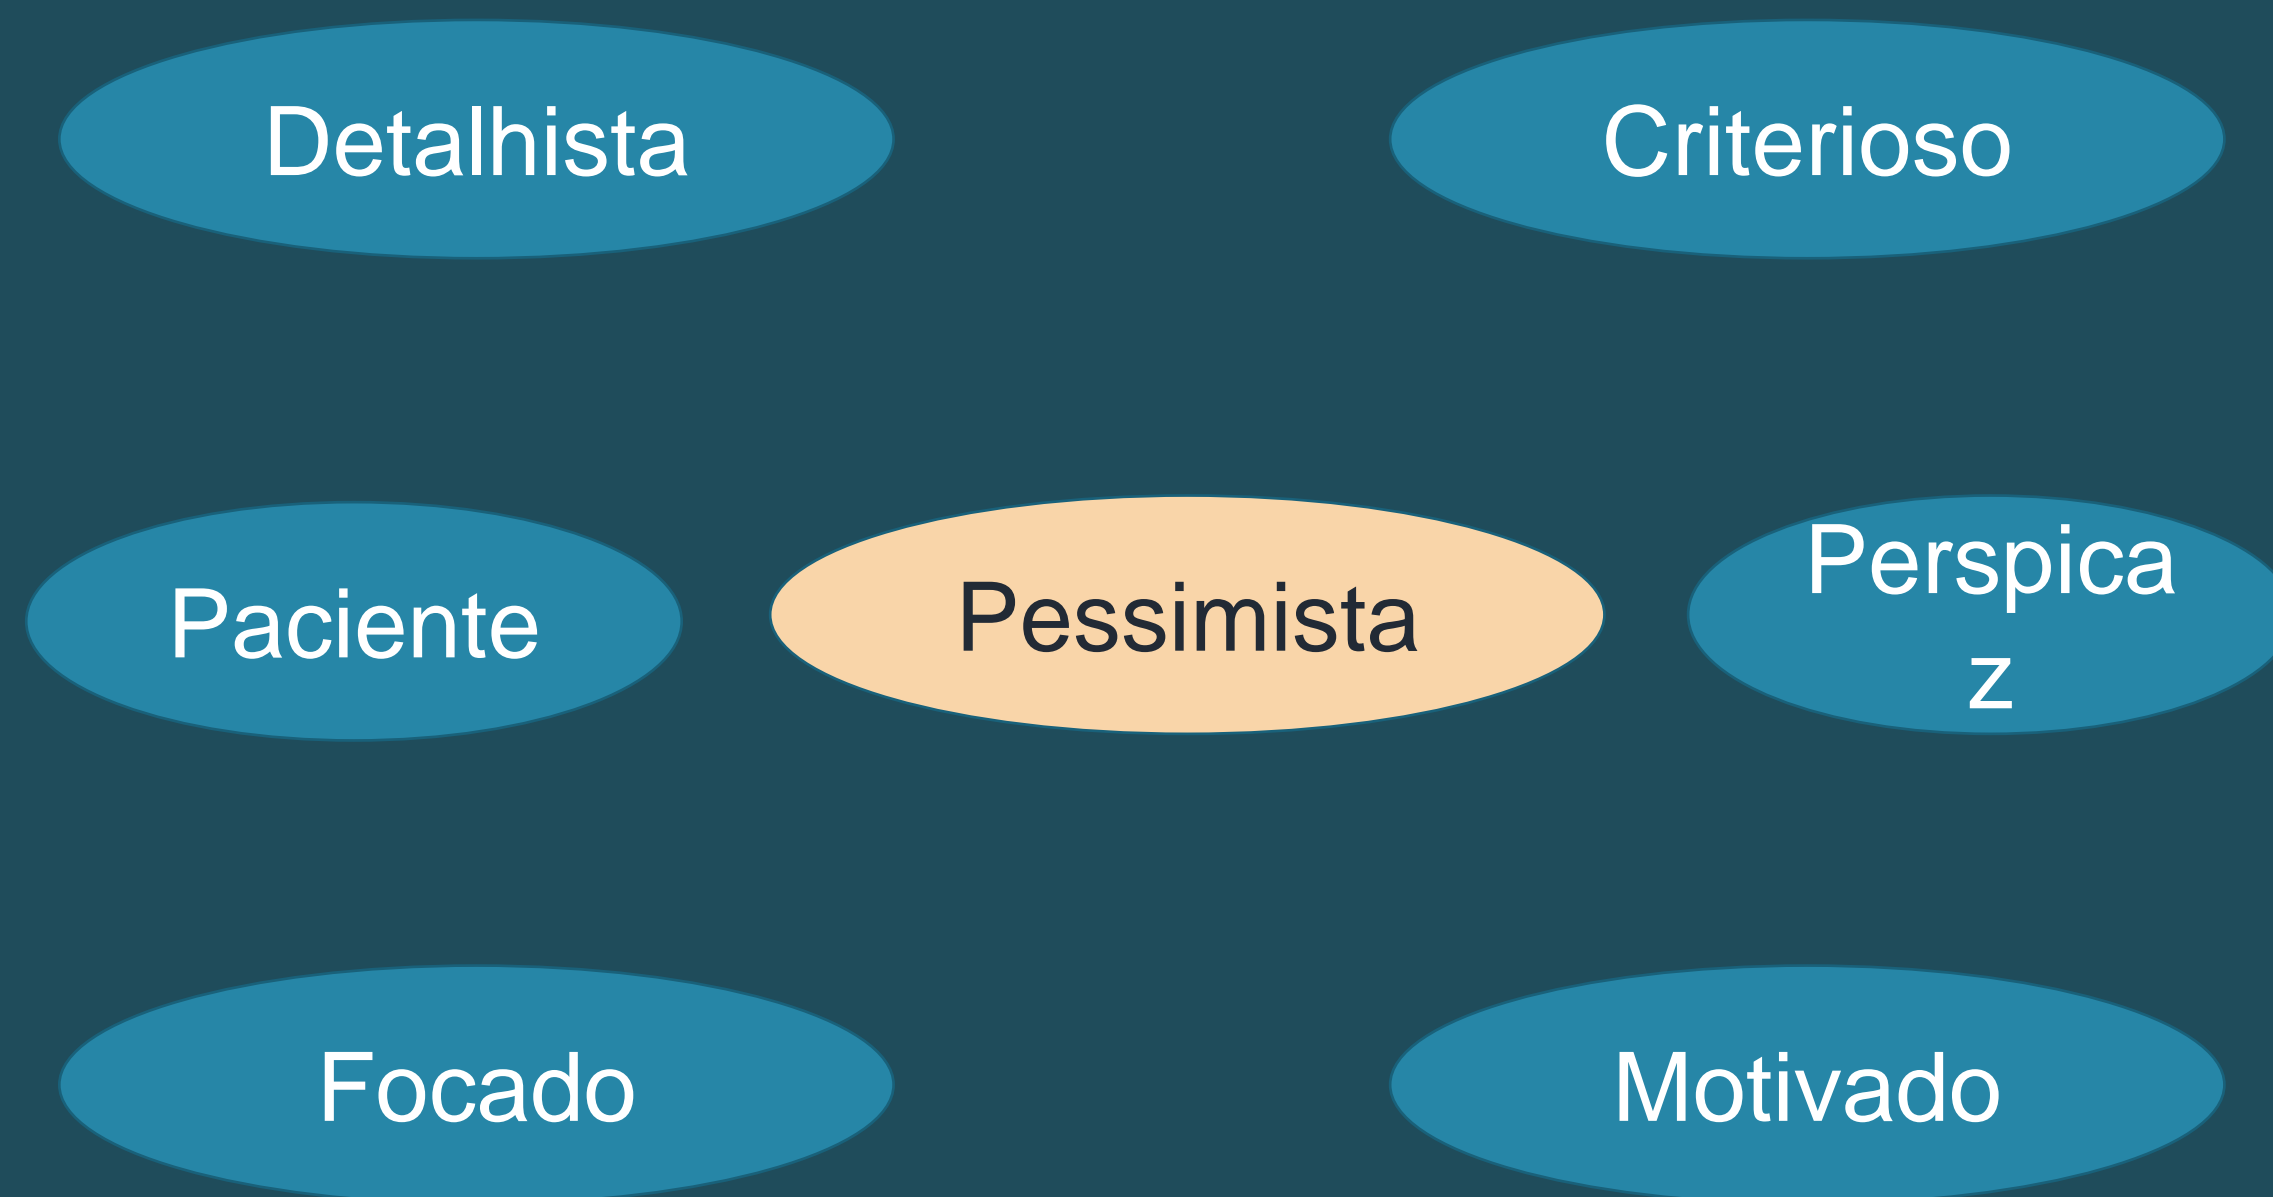 Detalhista
Criterioso
Paciente
Pessimista
Perspica
z
Focado
Motivado